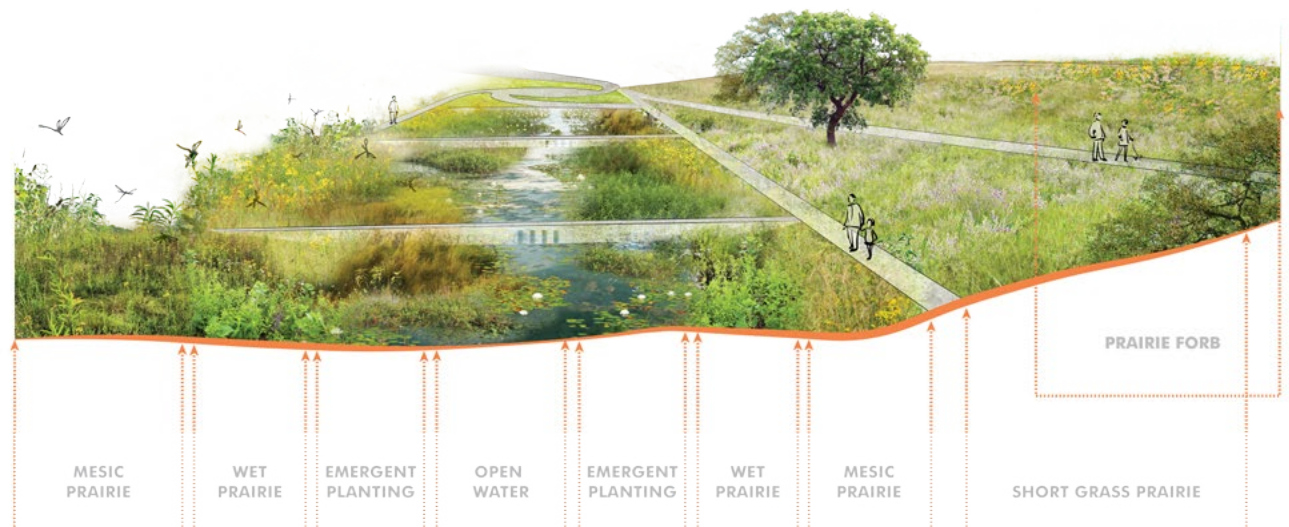 PRAIRIE FORB
MESIC
PRAIRIE
WET
PRAIRIE
EMERGENT
PLANTING
OPEN
WATER
EMERGENT
PLANTING
WET
PRAIRIE
MESIC
PRAIRIE
SHORT GRASS PRAIRIE